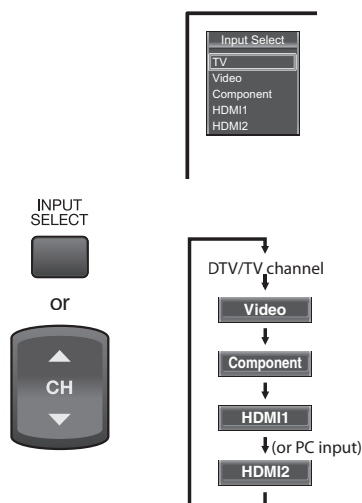 Input Select
TV
Video
Component
HDMI1
HDMI2
INPUT
SELECT
or
CH
DTV/TV channel
Video
Component
HDMI1
(or PC input)
HDMI2